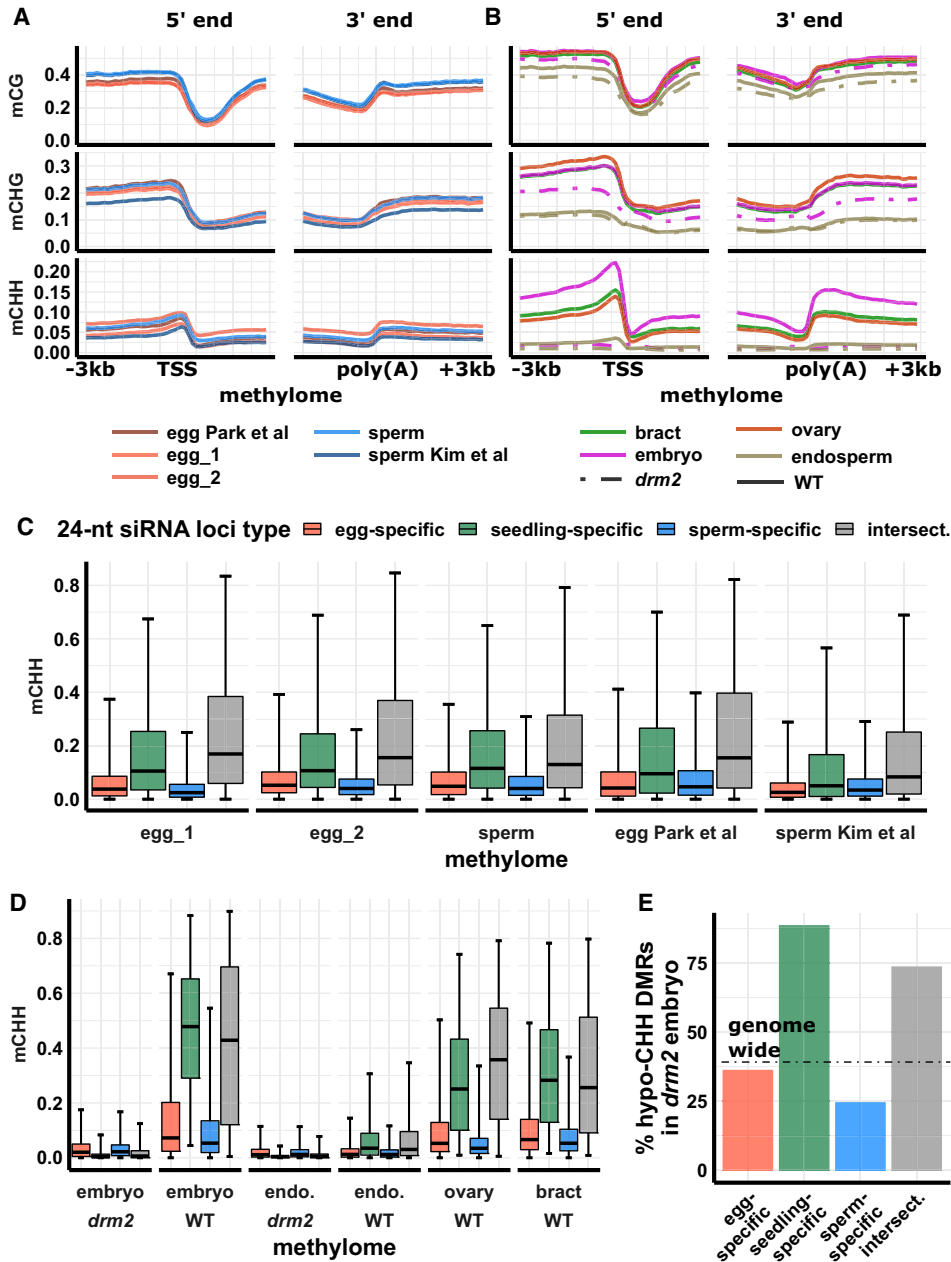 A
5' end
3' end
mCG
0.4
0.2
0.0
mCHG
0.3
0.2
0.1
0.0
mCHH
0.20
0.15
0.10
0.05
0.00
-3kb
TSS
poly(A)
+3kb
methylome
egg Park et al
egg_1
egg_2
sperm
sperm Kim et al
B
5' end
3' end
-3kb
TSS
poly(A)
+3kb
methylome
bract
embryo
drm2
ovary
endosperm
WT
C
24-nt siRNA loci type
egg-specific
seedling-specific
sperm-specific
intersect.
mCHH
0.8
0.6
0.4
0.2
0.0
egg_1
egg_2
sperm
egg Park et al
sperm Kim et al
methylome
D
mCHH
0.8
0.6
0.4
0.2
0.0
embryo
drm2
embryo
WT
endo.
drm2
endo.
WT
ovary
WT
bract
WT
methylome
E
% hypo-CHH DMRs
in drm2 embryo
75
50
25
0
genome
wide
egg-
specific
seedling-
specific
sperm-
specific
intersect.